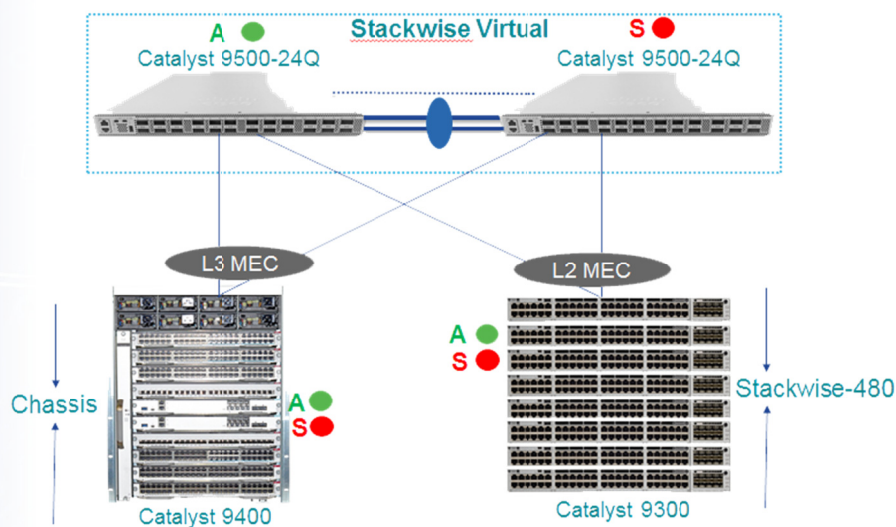 A
Stackwise Virtual
S
Catalyst 9500-24Q
Catalyst 9500-24Q
L3 MEC
L2 MEC
A
S
Chassis
A
S
Stackwise-480
Catalyst 9400
Catalyst 9300